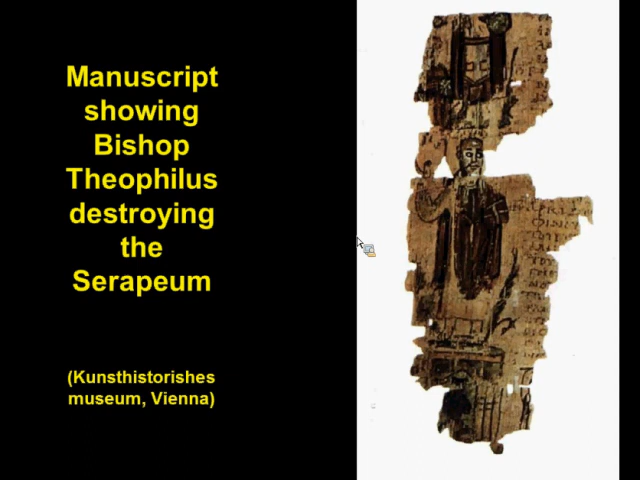 Manuscript
showing
Bishop
Theophilus
destroying
the
Serapeum
(Kunsthistorishes
museum, Vienna)